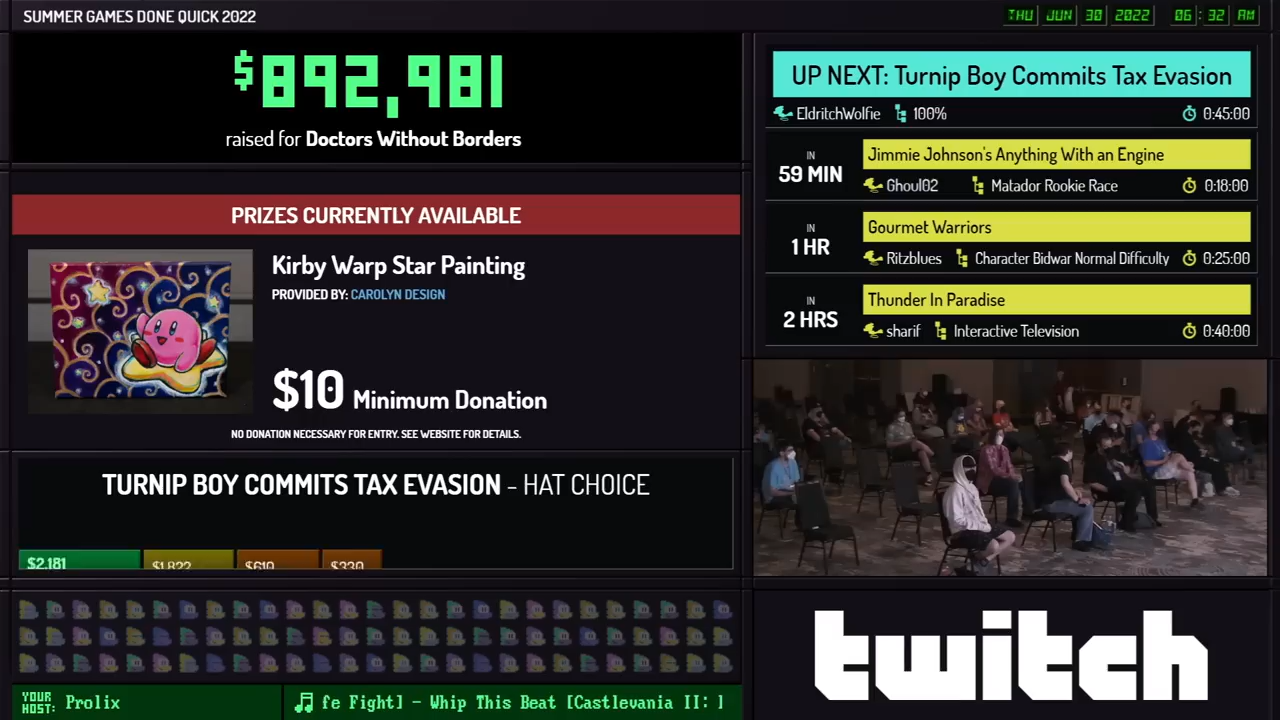 SUMMER GAMES DONE QUICK 2022
THU JUN 30 2022 06:32 AM
$892,981
raised for Doctors Without Borders
PRIZES CURRENTLY AVAILABLE
Kirby Warp Star Painting
PROVIDED BY: CAROLYN DESIGN
$10 Minimum Donation
NO DONATION NECESSARY FOR ENTRY. SEE WEBSITE FOR DETAILS.
TURNIP BOY COMMITS TAX EVASION - HAT CHOICE
$2,181 $1,822 $619 $330
YOUR HOST: Prolix
fe Fight] - Whip This Beat [Castlevania II: ]
UP NEXT: Turnip Boy Commits Tax Evasion
EldritchWolfie 100% 0:45:00
IN
59 MIN
Jimmie Johnson's Anything With an Engine
Ghoul02 Matador Rookie Race 0:18:00
IN
1 HR
Gourmet Warriors
Ritzblues Character Bidwar Normal Difficulty 0:25:00
IN
2 HRS
Thunder In Paradise
sharif Interactive Television 0:40:00
twitch